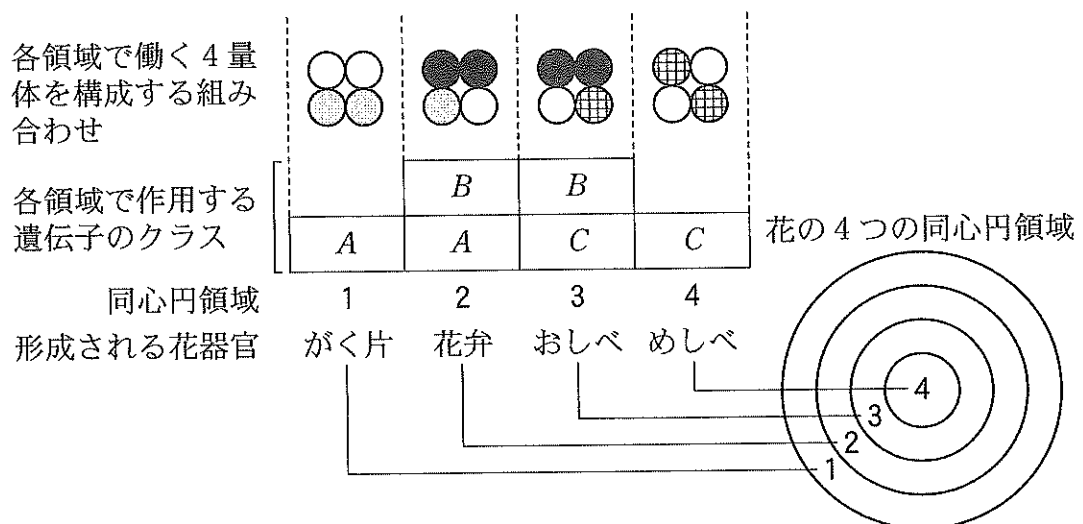 各領域で働く4量
体を構成する組み
合わせ
B B
各領域で作用する
遺伝子のクラス
A A C C
花の4つの同心円領域
同心円領域 1 2 3 4
形成される花器官 がく片 花弁 おしべ めしべ
4
3
2
1